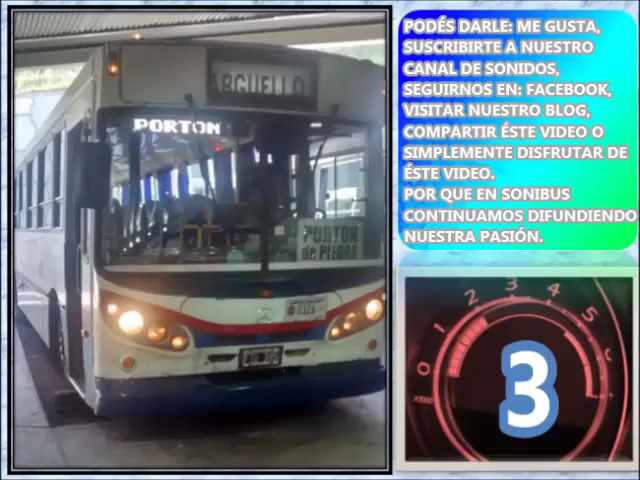 ARGUELLO
PORTON
PORTON
de PIEDRA
0326
PODÉS DARLE: ME GUSTA,
SUSCRIBIRTE A NUESTRO
CANAL DE SONIDOS,
SEGUIRNOS EN: FACEBOOK,
VISITAR NUESTRO BLOG,
COMPARTIR ÉSTE VIDEO O
SIMPLEMENTE DISFRUTAR DE
ÉSTE VIDEO.
POR QUE EN SONIBUS
CONTINUAMOS DIFUNDIENDO
NUESTRA PASIÓN.
0 1 2 3 4 5
3